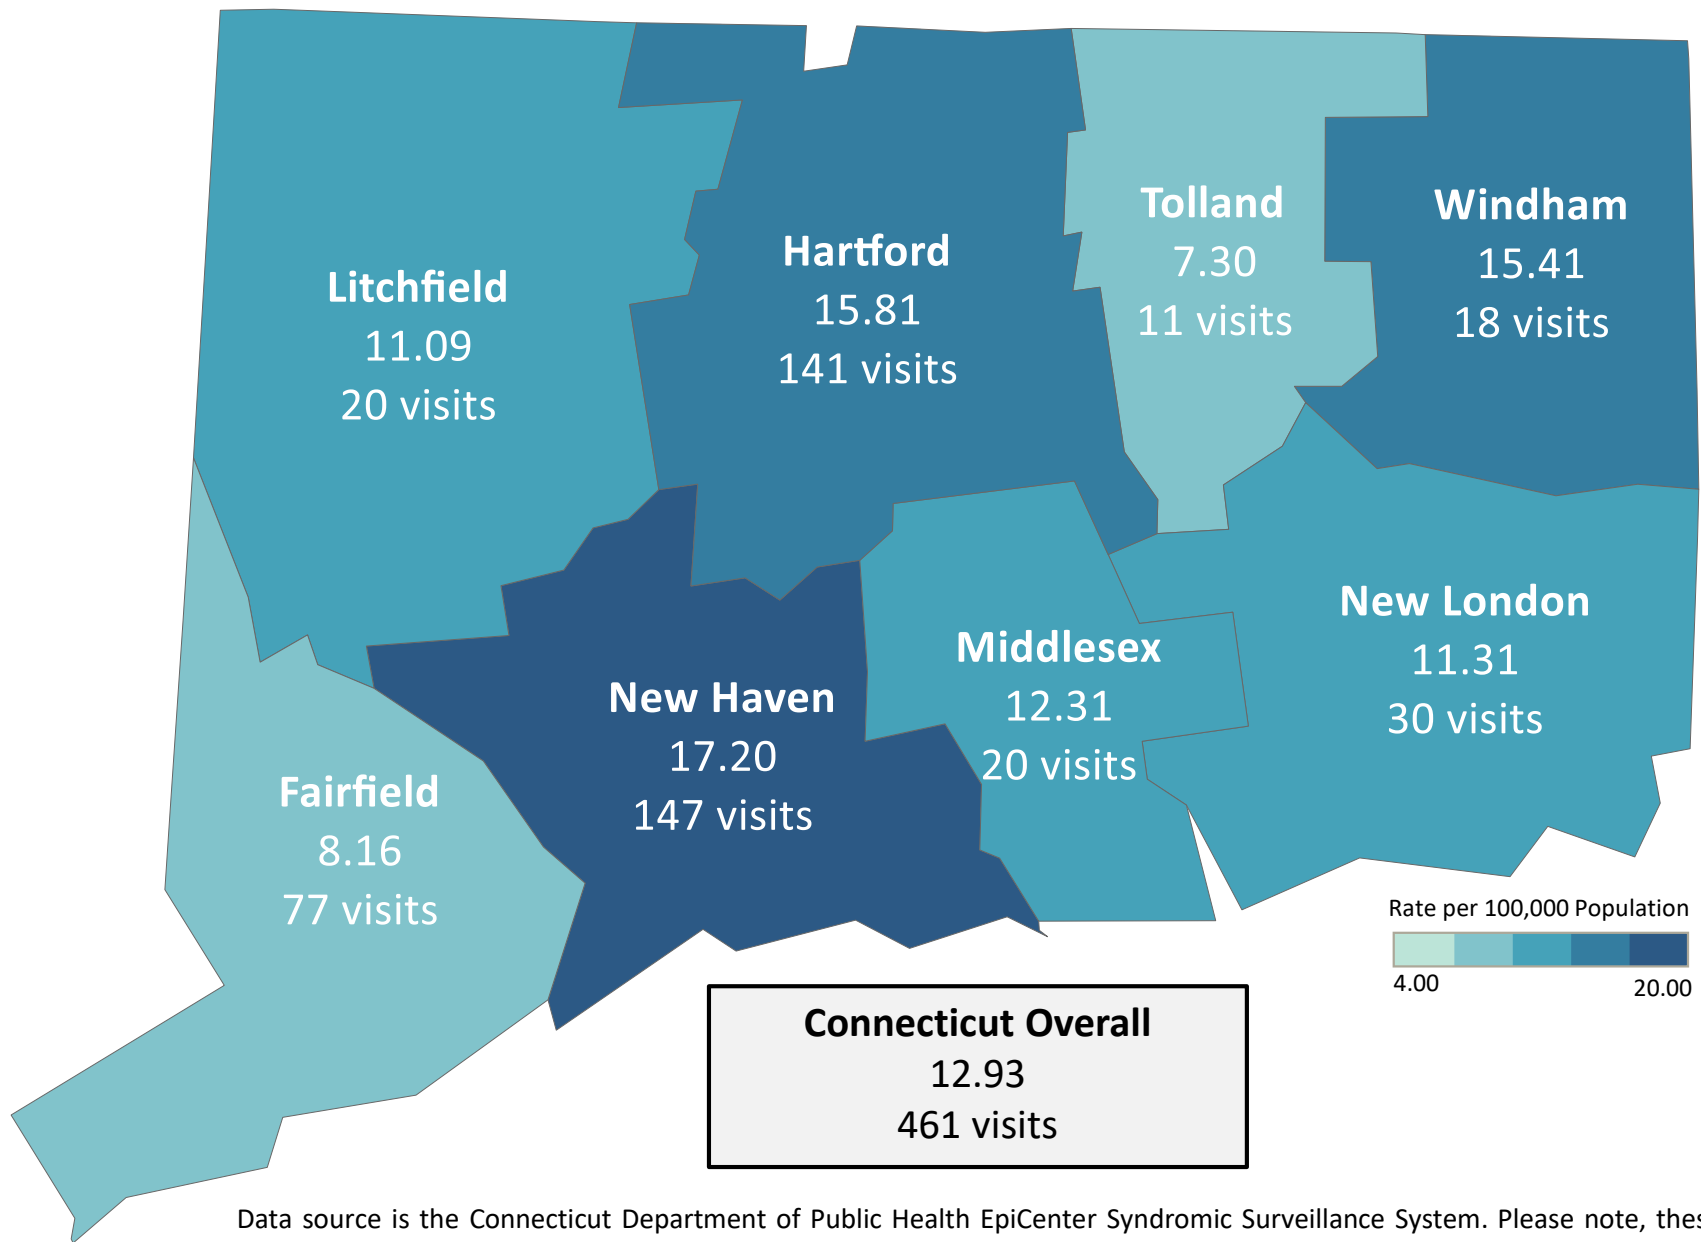 Litchfield
11.09
20 visits
Hartford
15.81
141 visits
Tolland
7.30
11 visits
Windham
15.41
18 visits
Fairfield
8.16
77 visits
New Haven
17.20
147 visits
Middlesex
12.31
20 visits
New London
11.31
30 visits
Rate per 100,000 Population
4.00
20.00
Connecticut Overall
12.93
461 visits
Data source is the Connecticut Department of Public Health EpiCenter Syndromic Surveillance System. Please note,